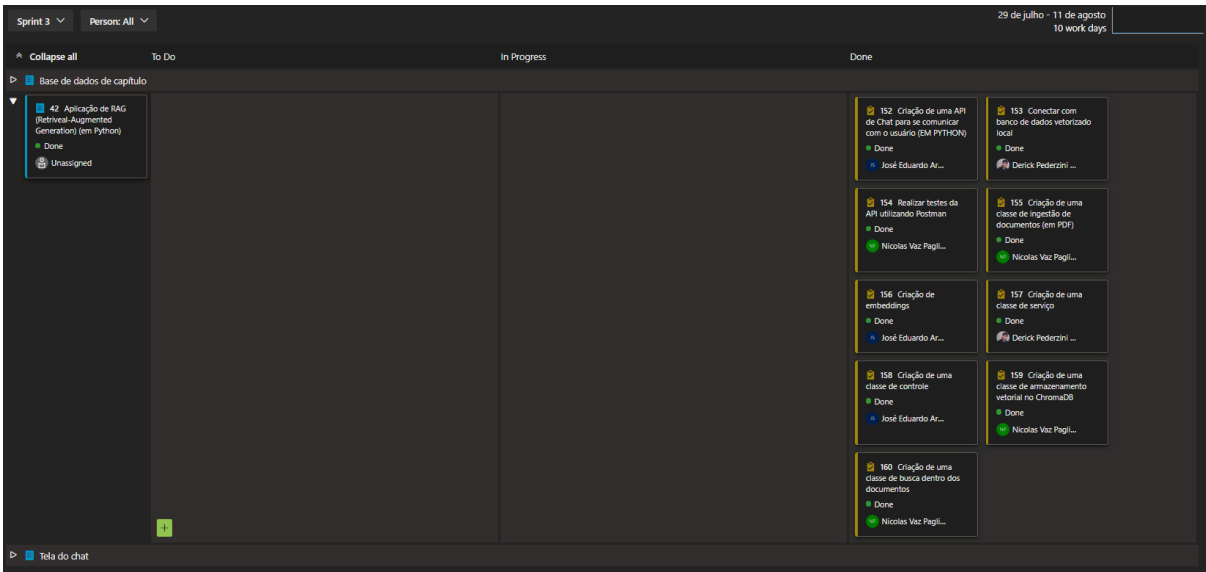 Sprint 3
Person: All
29 de julho - 11 de agosto
10 work days
Collapse all
To Do
In Progress
Done
Base de dados de capítulo
42 Aplicação de RAG
(Retriveal-Augmented
Generation) (em Python)
Done
Unassigned
152 Criação de uma API
de Chat para se comunicar
com o usuário (EM PYTHON)
Done
José Eduardo Ar...
153 Conectar com
banco de dados vetorizado
local
Done
Derick Pederzini ...
154 Realizar testes da
API utilizando Postman
Done
Nicolas Vaz Pagli...
155 Criação de uma
classe de ingestão de
documentos (em PDF)
Done
Nicolas Vaz Pagli...
156 Criação de
embeddings
Done
José Eduardo Ar...
157 Criação de uma
classe de serviço
Done
Derick Pederzini ...
158 Criação de uma
classe de controle
Done
José Eduardo Ar...
159 Criação de uma
classe de armazenamento
vetorial no ChromaDB
Done
Nicolas Vaz Pagli...
160 Criação de uma
classe de busca dentro dos
documentos
Done
Nicolas Vaz Pagli...
Tela do chat